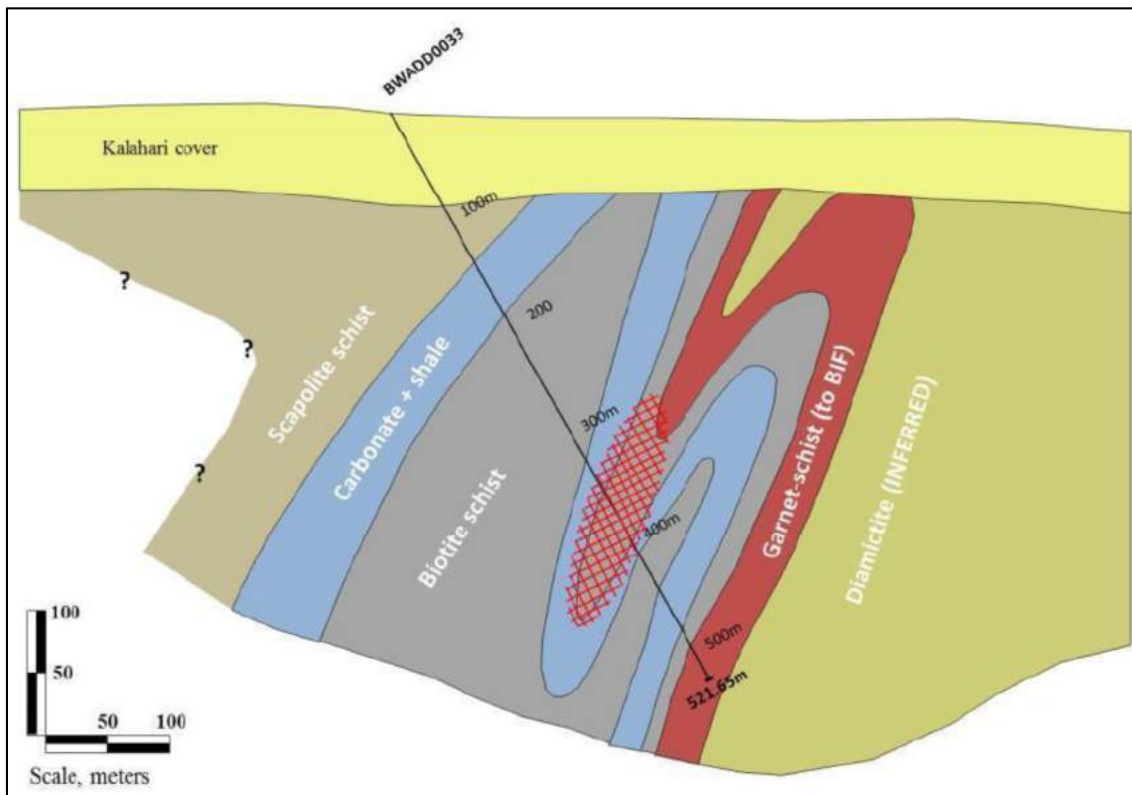 BWADD0033
Kalahari cover
100m
?
200
?
Scapolite schist
Carbonate + shale
300m
Biotite schist
?
400m
Garnet-schist (to BIF)
Diamictite (INFERRED)
500m
521.65m
100
50
50 100
Scale, meters